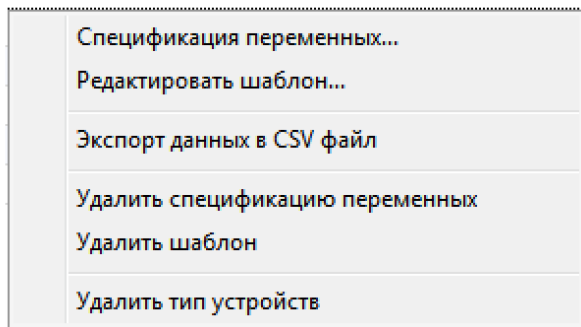 Спецификация переменных...
Редактировать шаблон...
Экспорт данных в CSV файл
Удалить спецификацию переменных
Удалить шаблон
Удалить тип устройств